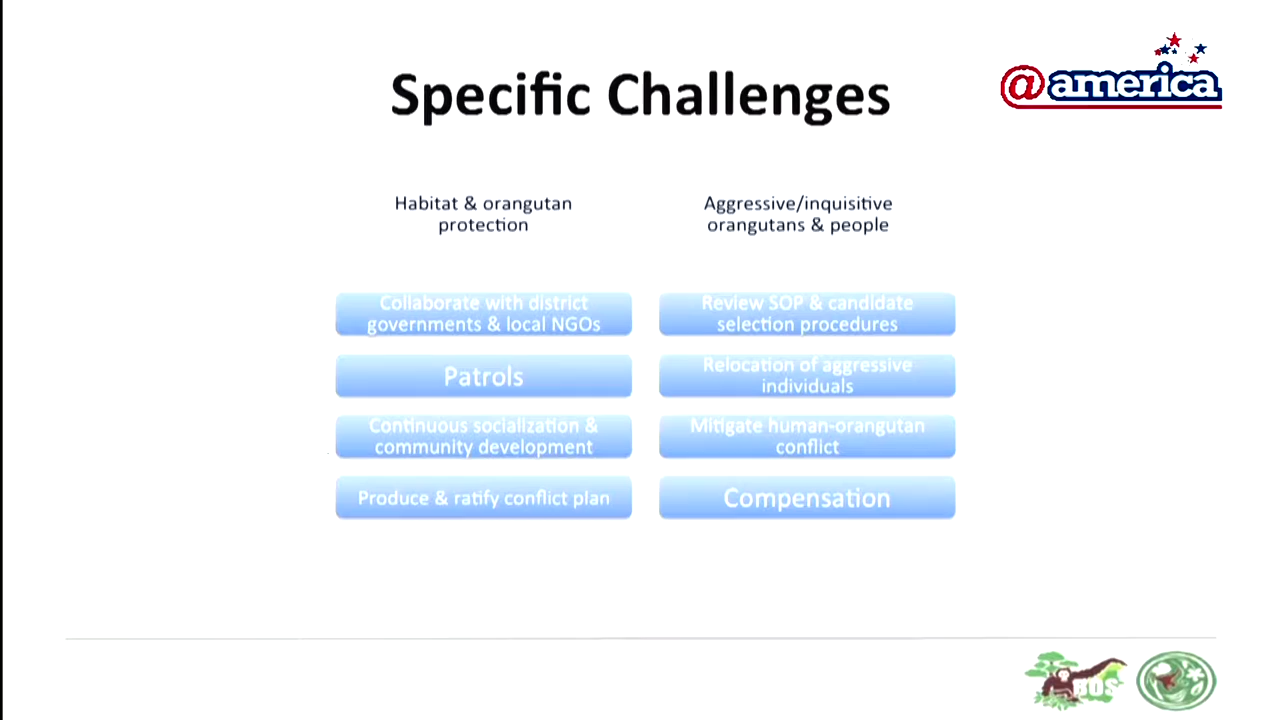 @america
Specific Challenges
Habitat & orangutan
protection
Collaborate with district
governments & local NGOs
Patrols
Continuous socialization &
community development
Produce & ratify conflict plan
Aggressive/inquisitive
orangutans & people
Review SOP & candidate
selection procedures
Relocation of aggressive
individuals
Mitigate human-orangutan
conflict
Compensation
BOS